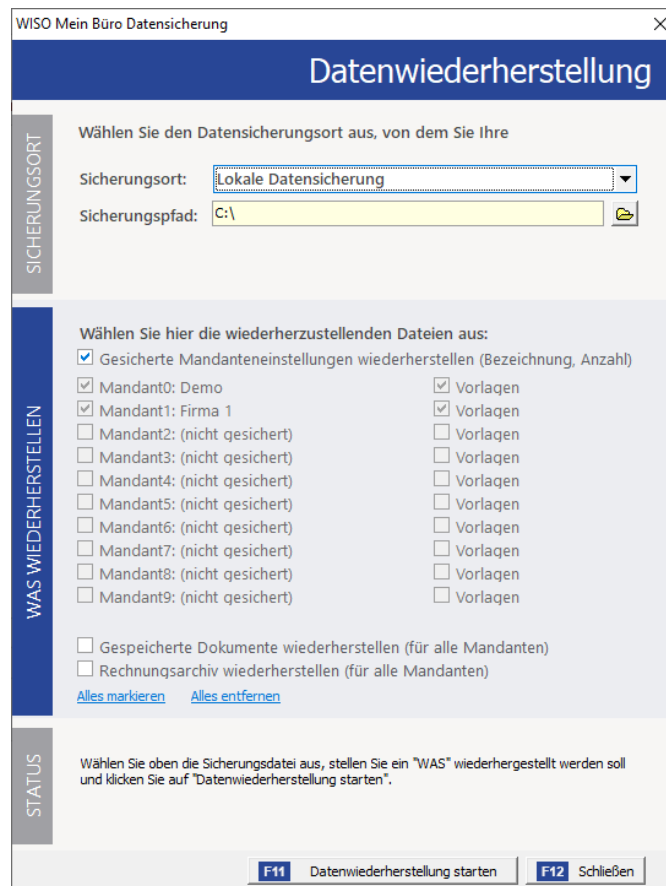 WISO Mein Büro Datensicherung
Datenwiederherstellung
SICHERUNGSORT
Wählen Sie den Datensicherungsort aus, von dem Sie Ihre
Sicherungsort: Lokale Datensicherung
Sicherungspfad: C:\
WAS WIEDERHERSTELLEN
Wählen Sie hier die wiederherzustellenden Dateien aus:
Gesicherte Mandanteneinstellungen wiederherstellen (Bezeichnung, Anzahl)
Mandant0: Demo Vorlagen
Mandant1: Firma 1 Vorlagen
Mandant2: (nicht gesichert) Vorlagen
Mandant3: (nicht gesichert) Vorlagen
Mandant4: (nicht gesichert) Vorlagen
Mandant5: (nicht gesichert) Vorlagen
Mandant6: (nicht gesichert) Vorlagen
Mandant7: (nicht gesichert) Vorlagen
Mandant8: (nicht gesichert) Vorlagen
Mandant9: (nicht gesichert) Vorlagen
Gespeicherte Dokumente wiederherstellen (für alle Mandanten)
Rechnungsarchiv wiederherstellen (für alle Mandanten)
Alles markieren Alles entfernen
STATUS
Wählen Sie oben die Sicherungsdatei aus, stellen Sie ein "WAS" wiederhergestellt werden soll
und klicken Sie auf "Datenwiederherstellung starten".
F11 Datenwiederherstellung starten F12 Schließen